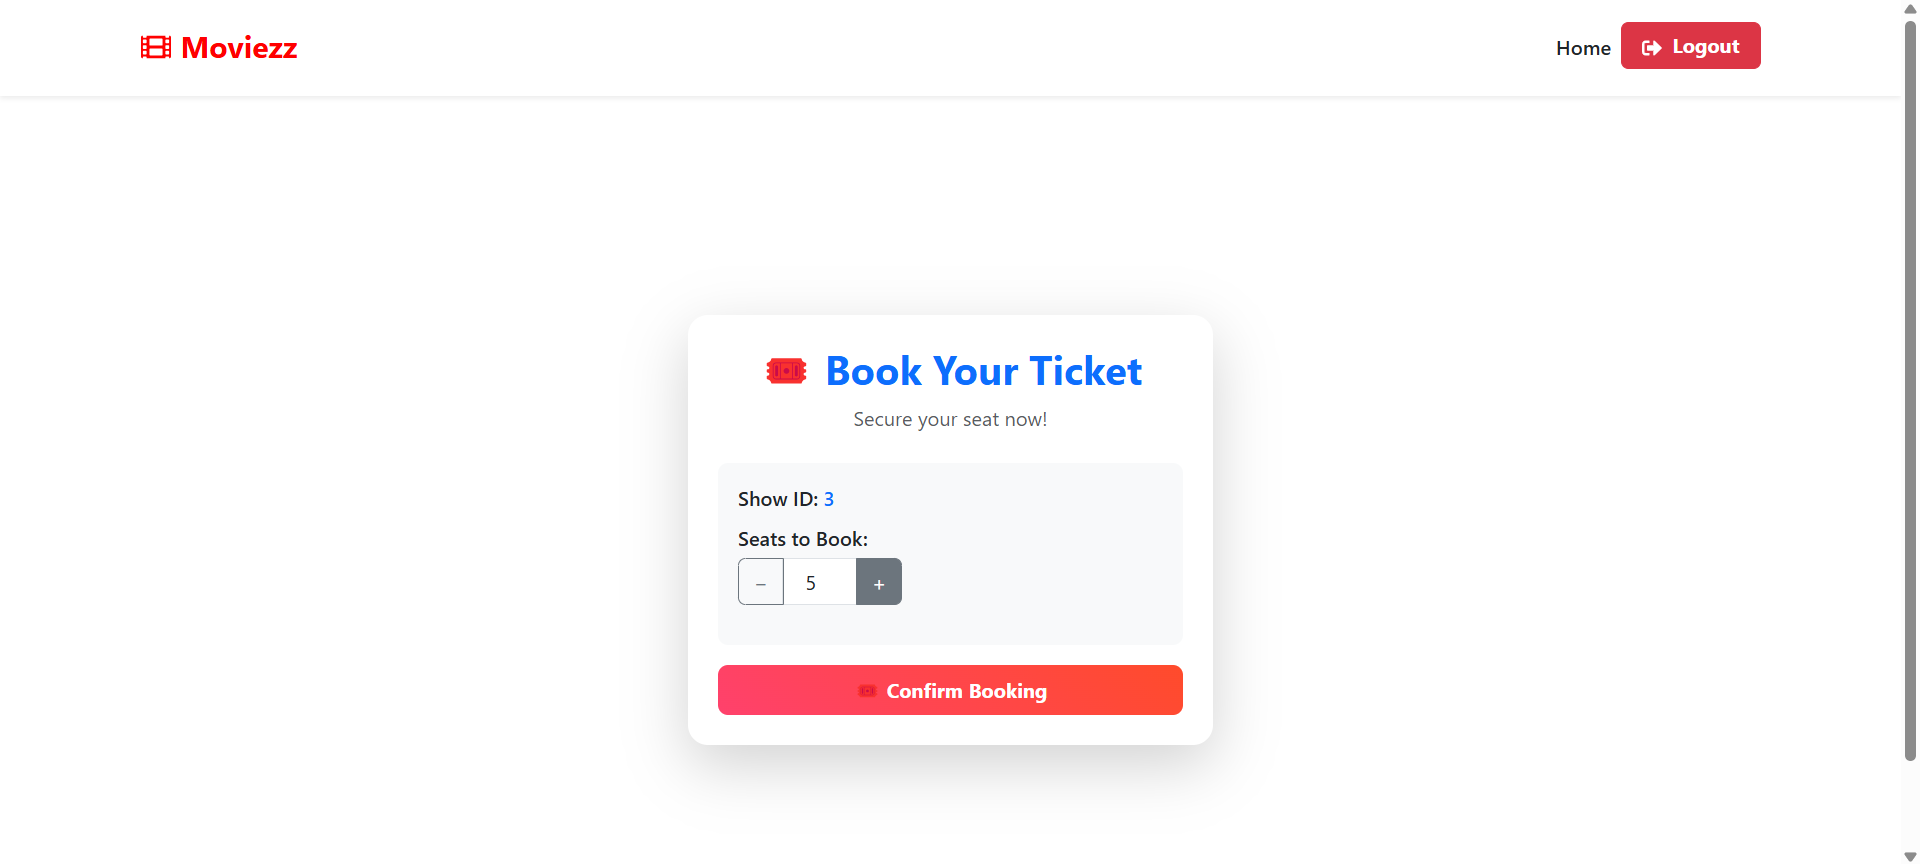 Moviezz
Home
Logout
Book Your Ticket
Secure your seat now!
Show ID: 3
Seats to Book:
− 5 +
Confirm Booking